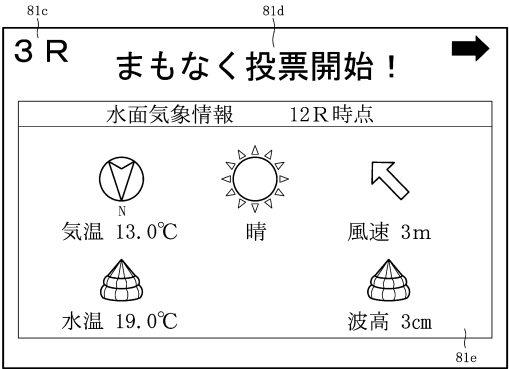 81c 81d
3R まもなく投票開始！
水面気象情報 12R時点
N
気温 13.0℃ 晴 風速 3m
水温 19.0℃ 波高 3cm
81e